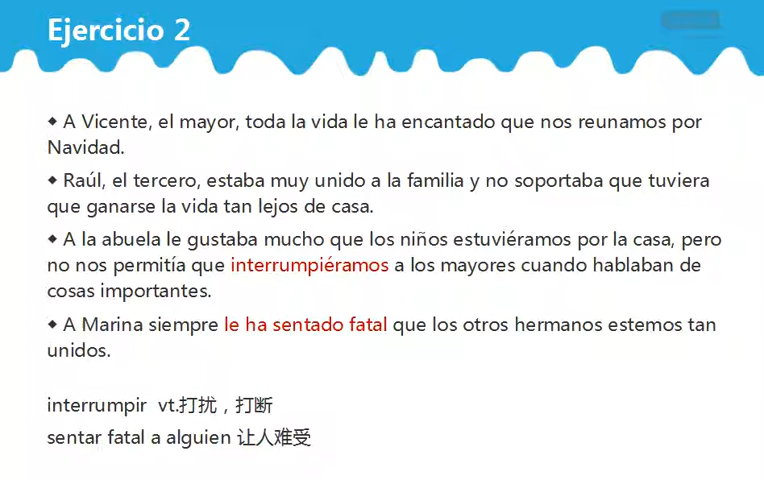 Ejercicio 2
◆ A Vicente, el mayor, toda la vida le ha encantado que nos reunamos por
Navidad.
◆ Raúl, el tercero, estaba muy unido a la familia y no soportaba que tuviera
que ganarse la vida tan lejos de casa.
◆ A la abuela le gustaba mucho que los niños estuviéramos por la casa, pero
no nos permitía que interrumpiéramos a los mayores cuando hablaban de
cosas importantes.
◆ A Marina siempre le ha sentado fatal que los otros hermanos estemos tan
unidos.
interrumpir vt.打扰，打断
sentar fatal a alguien 让人难受